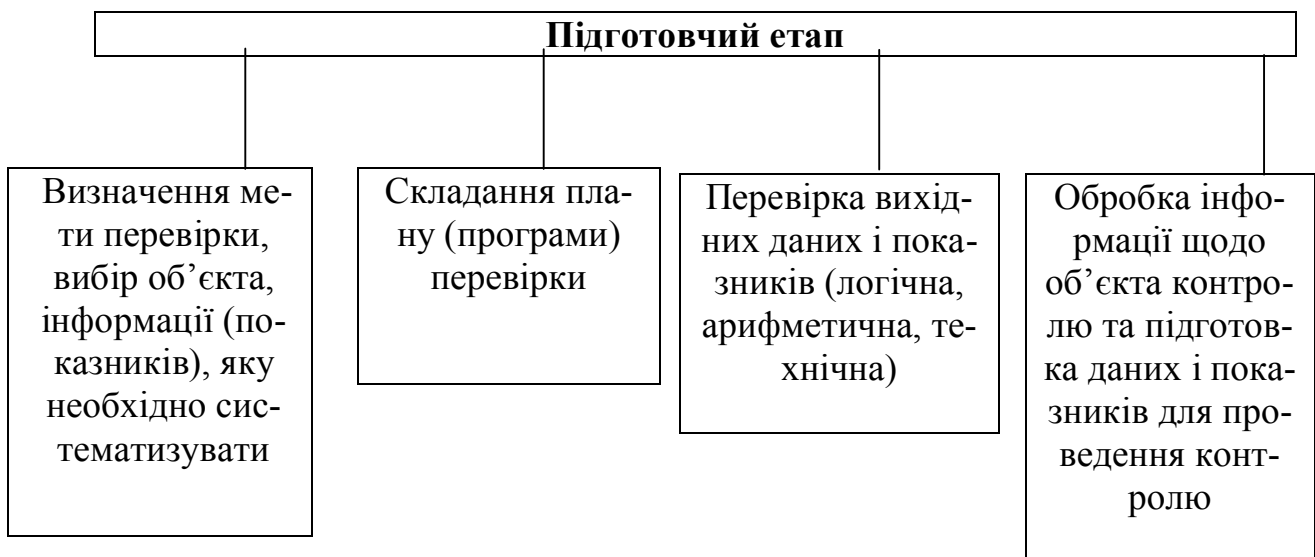 Підготовчий етап
Визначення ме-
ти перевірки,
вибір об’єкта,
інформації (по-
казників), яку
необхідно сис-
тематизувати
Складання пла-
ну (програми)
перевірки
Перевірка вихід-
них даних і пока-
зників (логічна,
арифметична, те-
хнічна)
Обробка інфо-
рмації щодо
об’єкта контро-
лю та підготов-
ка даних і пока-
зників для про-
ведення конт-
ролю